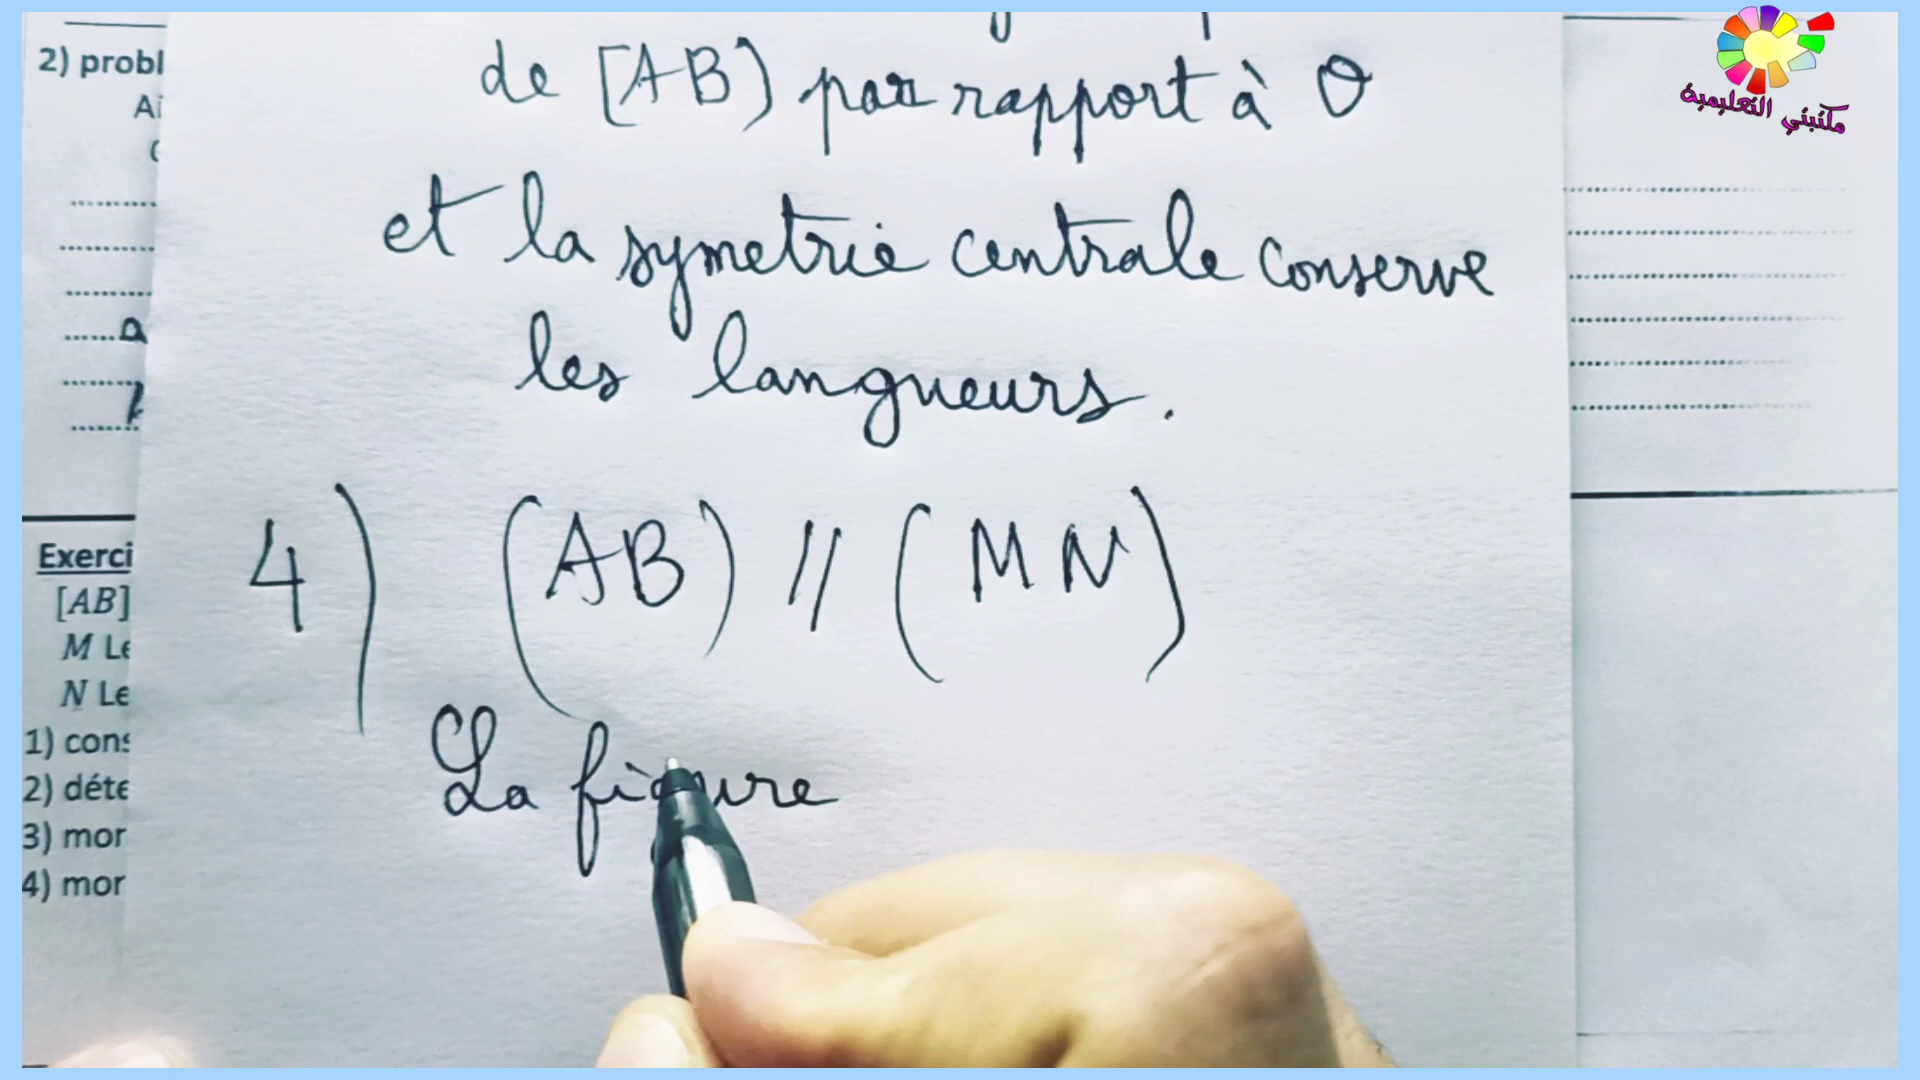 de [AB) par rapport à O
et la symetrie centrale conserve
les langueurs.
4) (AB) // (MN)
La figure
2) probl
Ai
Exerci
[AB]
M Le
N Le
1) cons
2) déte
3) mor
4) mor
مكتبتي التعليمية